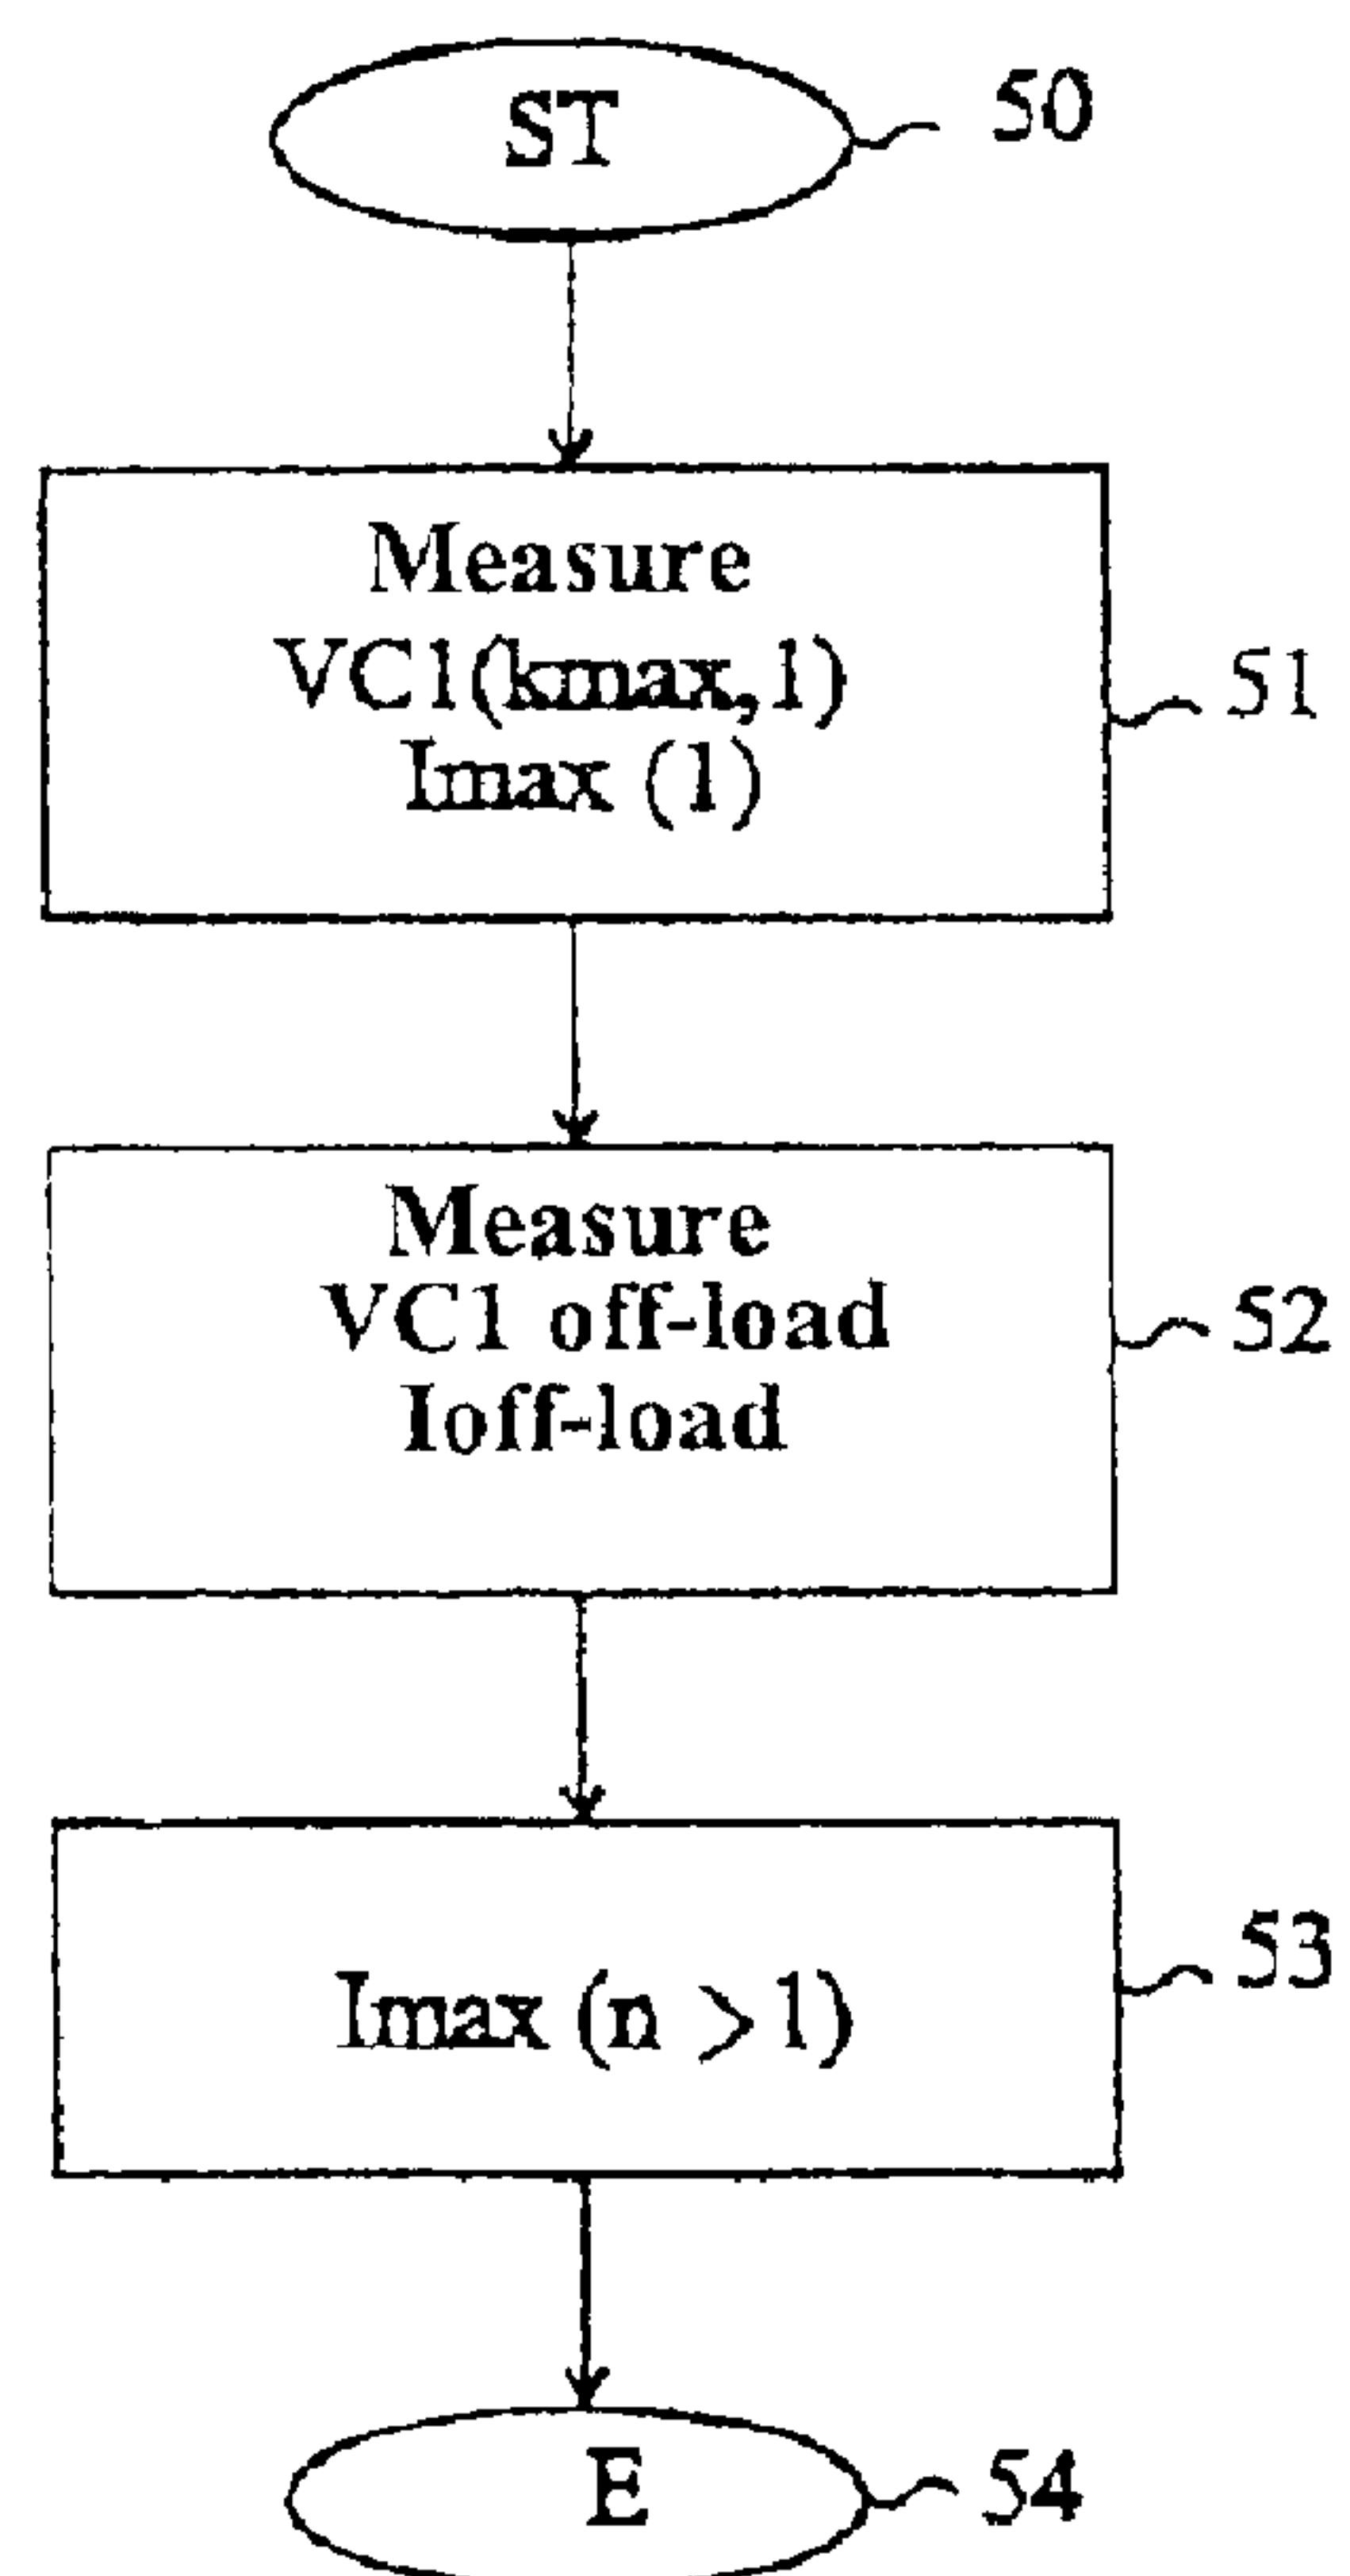 ST
50
Measure
VC1(kmax,1)
Imax (1)
51
Measure
VC1 off-load
Ioff-load
52
Imax (n >1)
53
E
54